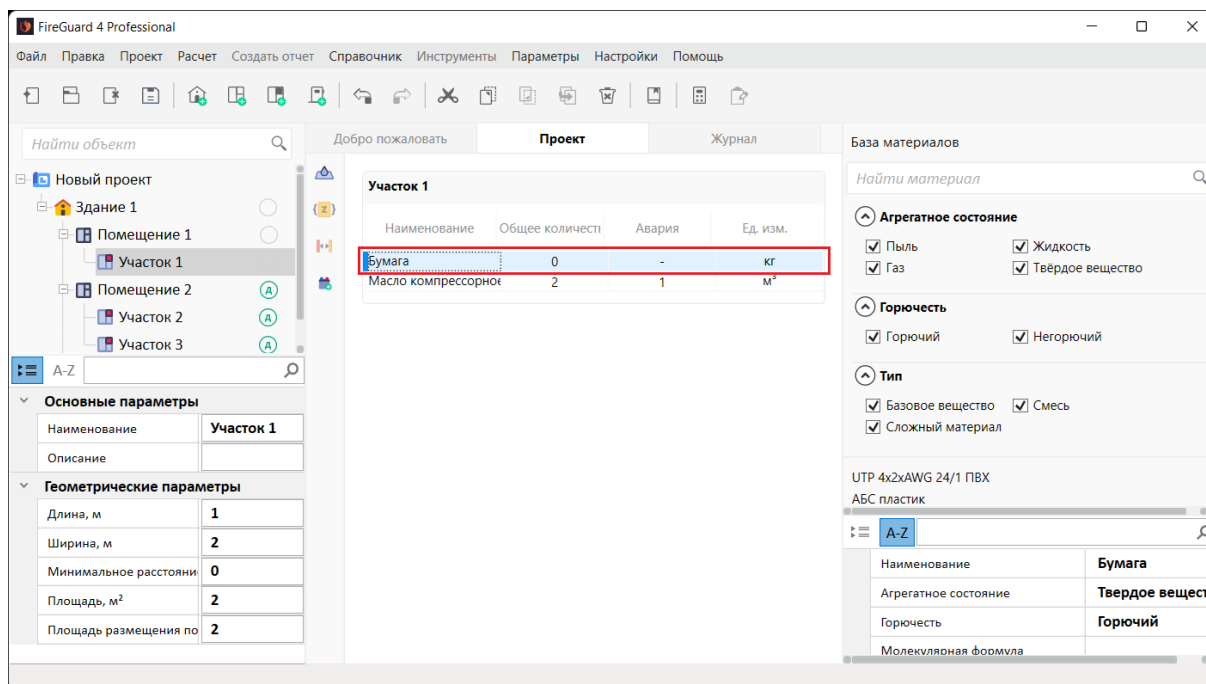 FireGuard 4 Professional
Файл Правка Проект Расчет Создать отчет Справочник Инструменты Параметры Настройки Помощь
Найти объект
Новый проект
Здание 1
Помещение 1
Участок 1
Помещение 2
Д
Участок 2
Д
Участок 3
Д
A-Z
Основные параметры
Наименование Участок 1
Описание
Геометрические параметры
Длина, м 1
Ширина, м 2
Минимальное расстояни 0
Площадь, м² 2
Площадь размещения по 2
Добро пожаловать Проект Журнал
{z}
Участок 1
Наименование Общее количестı Авария Ед. изм.
Бумага 0 - кг
Масло компрессорное 2 1 м³
База материалов
Найти материал
Агрегатное состояние
Пыль Жидкость
Газ Твёрдое вещество
Горючесть
Горючий Негорючий
Тип
Базовое вещество Смесь
Сложный материал
UTP 4x2xAWG 24/1 ПВХ
АБС пластик
A-Z
Наименование Бумага
Агрегатное состояние Твердое вещест
Горючесть Горючий
Молекулярная формула